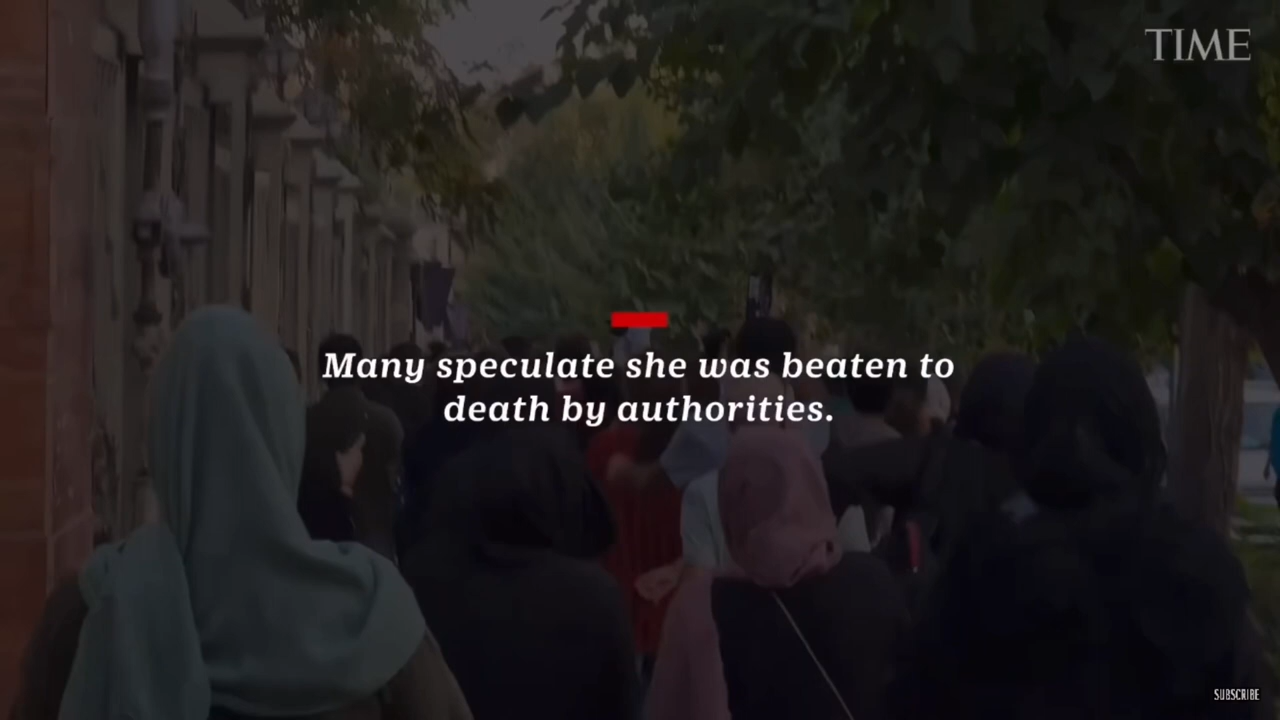 TIME
Many speculate she was beaten to
death by authorities.
SUBSCRIBE